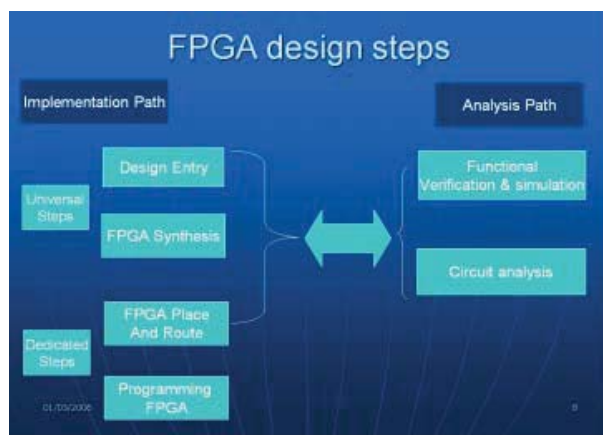 FPGA design steps
Implementation Path
Analysis Path
Design Entry
Universal
Steps
FPGA Synthesis
FPGA Place
And Route
Dedicated
Steps
Programming
FPGA
Functional
Verification & simulation
Circuit analysis